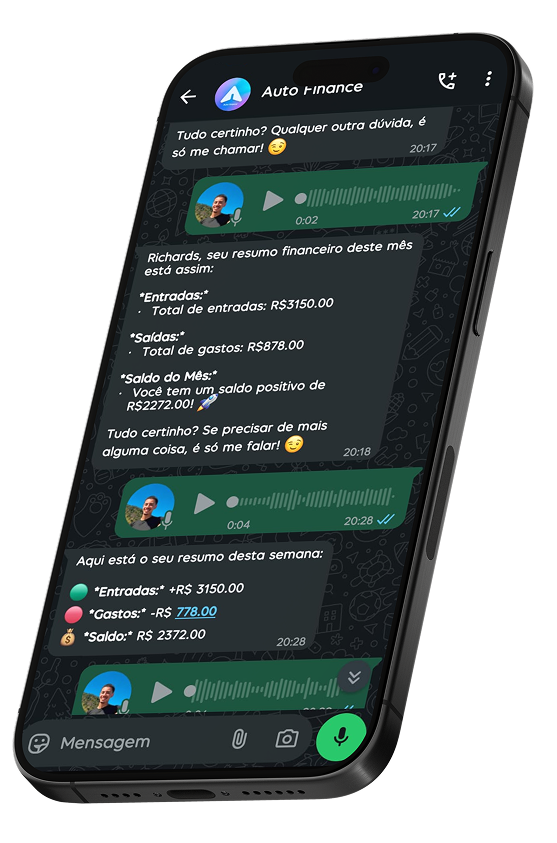 Auto Finance
Tudo certinho? Qualquer outra dúvida, é
só me chamar! 😉
20:17
0:02
20:17
Richards, seu resumo financeiro deste mês
está assim:
*Entradas:*
· Total de entradas: R$3150.00
*Saídas:*
· Total de gastos: R$878.00
*Saldo do Mês:*
· Você tem um saldo positivo de
R$2272.00! 🚀
Tudo certinho? Se precisar de mais
alguma coisa, é só me falar! 😉
20:18
0:04
20:28
Aqui está o seu resumo desta semana:
🟢 *Entradas:* +R$ 3150.00
🔴 *Gastos:* -R$ 778.00
💰 *Saldo:* R$ 2372.00
20:28
Mensagem